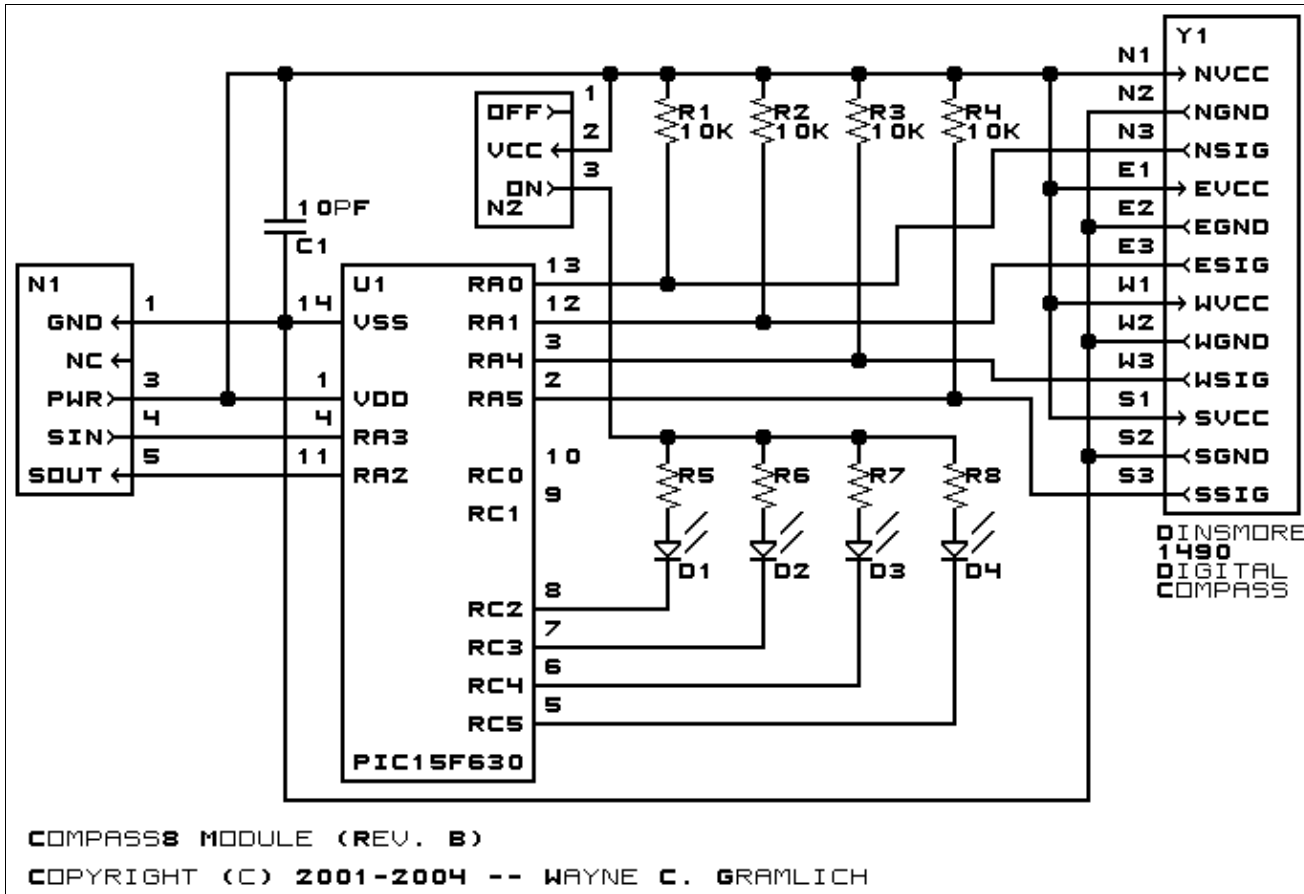 Y1
N1
NVCC
N2
NGND
N3
NSIG
E1
EVCC
E2
EGND
E3
ESIG
W1
WVCC
W2
WGND
W3
WSIG
S1
SVCC
S2
SGND
S3
SSIG
DINSMORE
1490
DIGITAL
COMPASS
OFF
1
VCC
2
ON
3
N2
R1
10K
R2
10K
R3
10K
R4
10K
10PF
C1
N1
GND
1
NC
PWR
3
SIN
4
SOUT
5
U1
14
VSS
1
VDD
4
RA3
11
RA2
RA0
13
RA1
12
RA4
3
RA5
2
RC0
10
RC1
9
RC2
8
RC3
7
RC4
6
RC5
5
PIC15F630
R5
R6
R7
R8
D1
D2
D3
D4
COMPASS8 MODULE (REV. B)
COPYRIGHT (C) 2001-2004 -- WAYNE C. GRAMLICH